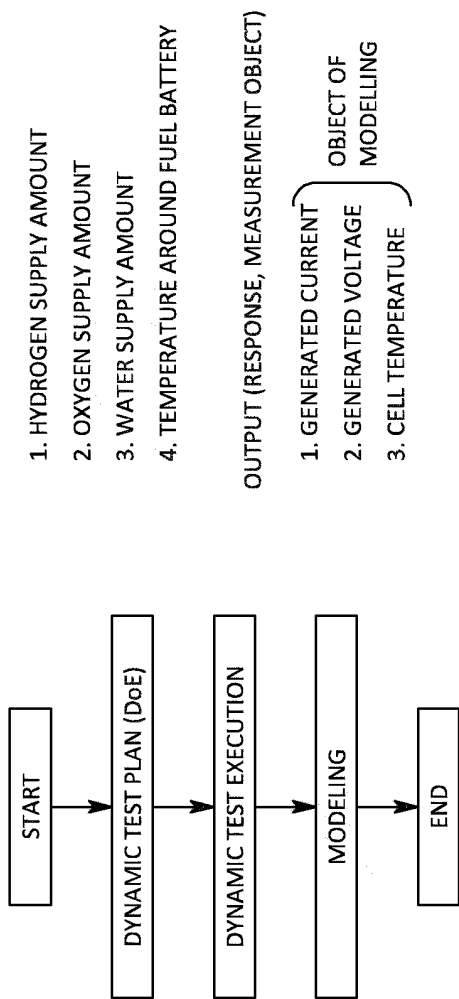 START
DYNAMIC TEST PLAN (DoE)
DYNAMIC TEST EXECUTION
MODELING
END
1. HYDROGEN SUPPLY AMOUNT
2. OXYGEN SUPPLY AMOUNT
3. WATER SUPPLY AMOUNT
4. TEMPERATURE AROUND FUEL BATTERY
OUTPUT (RESPONSE, MEASUREMENT OBJECT)
1. GENERATED CURRENT
2. GENERATED VOLTAGE
3. CELL TEMPERATURE
OBJECT OF
MODELLING